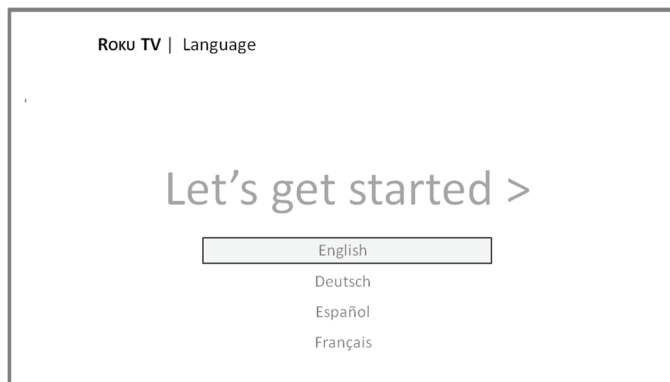 Roku TV | Language
Let's get started >
English
Deutsch
Español
Français